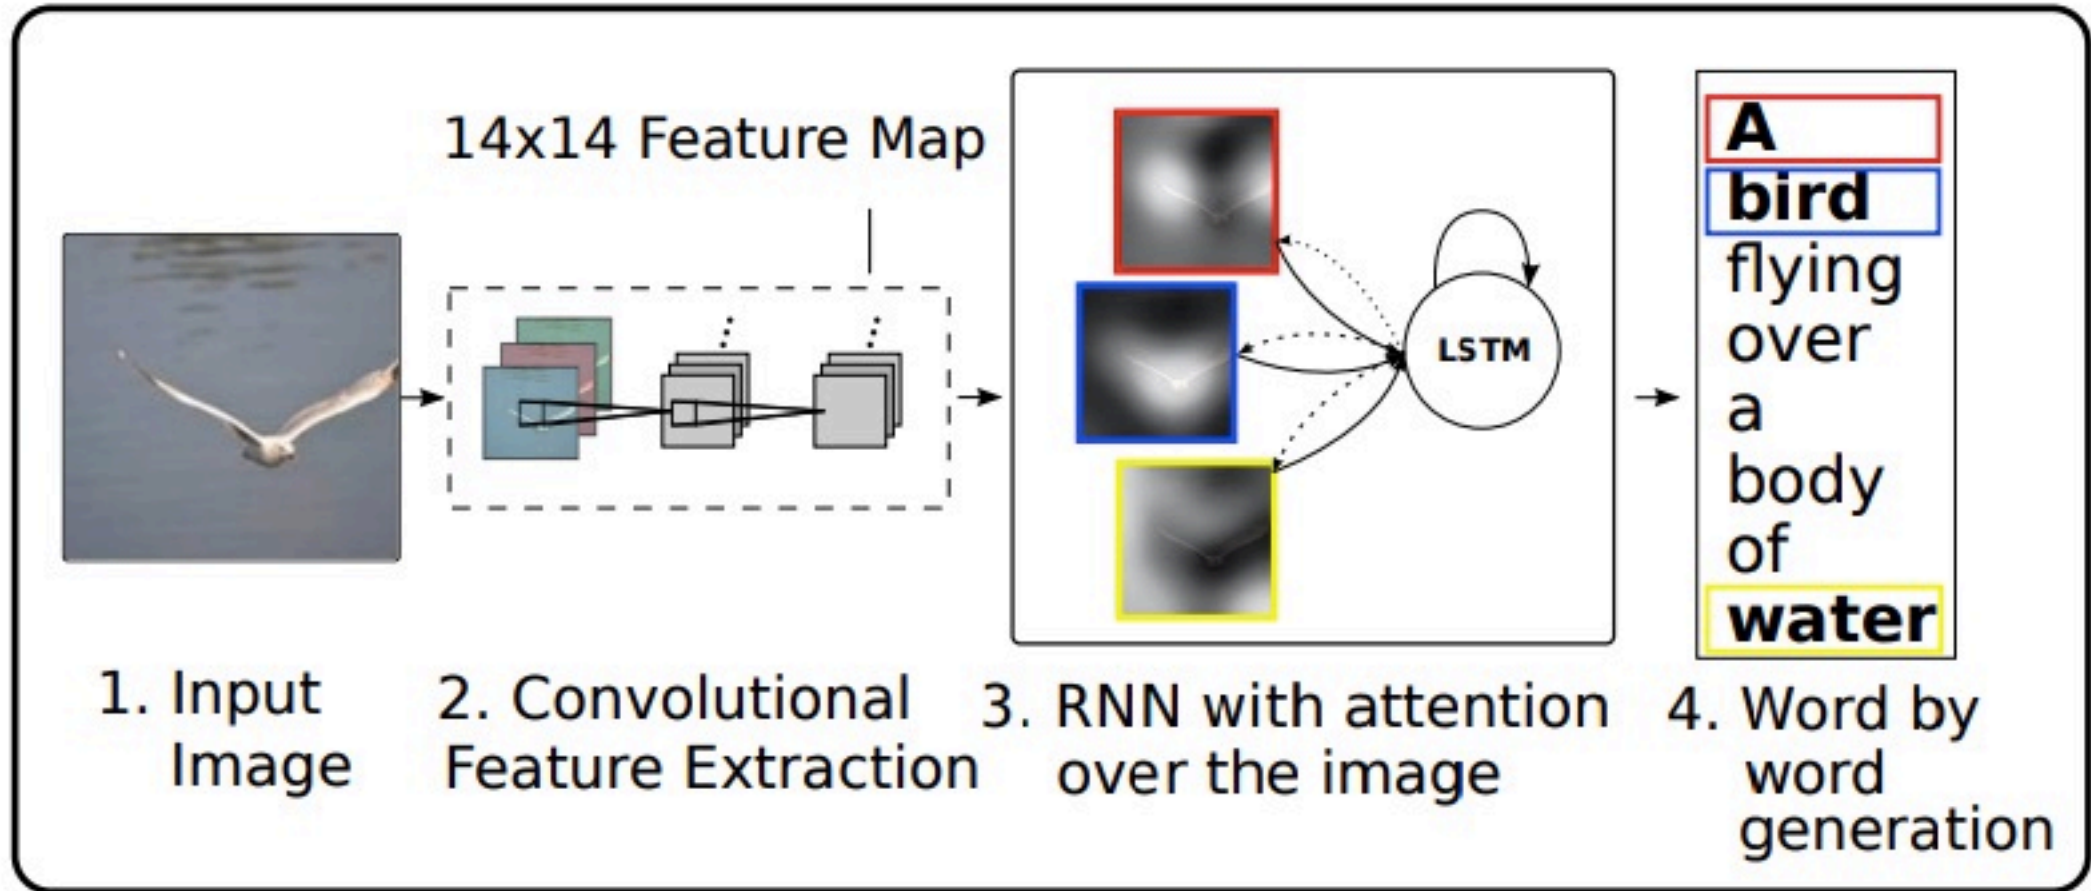 14x14 Feature Map
LSTM
A
bird
flying
over
a
body
of
water
1. Input
Image
2. Convolutional
Feature Extraction
3. RNN with attention
over the image
4. Word by
word
generation